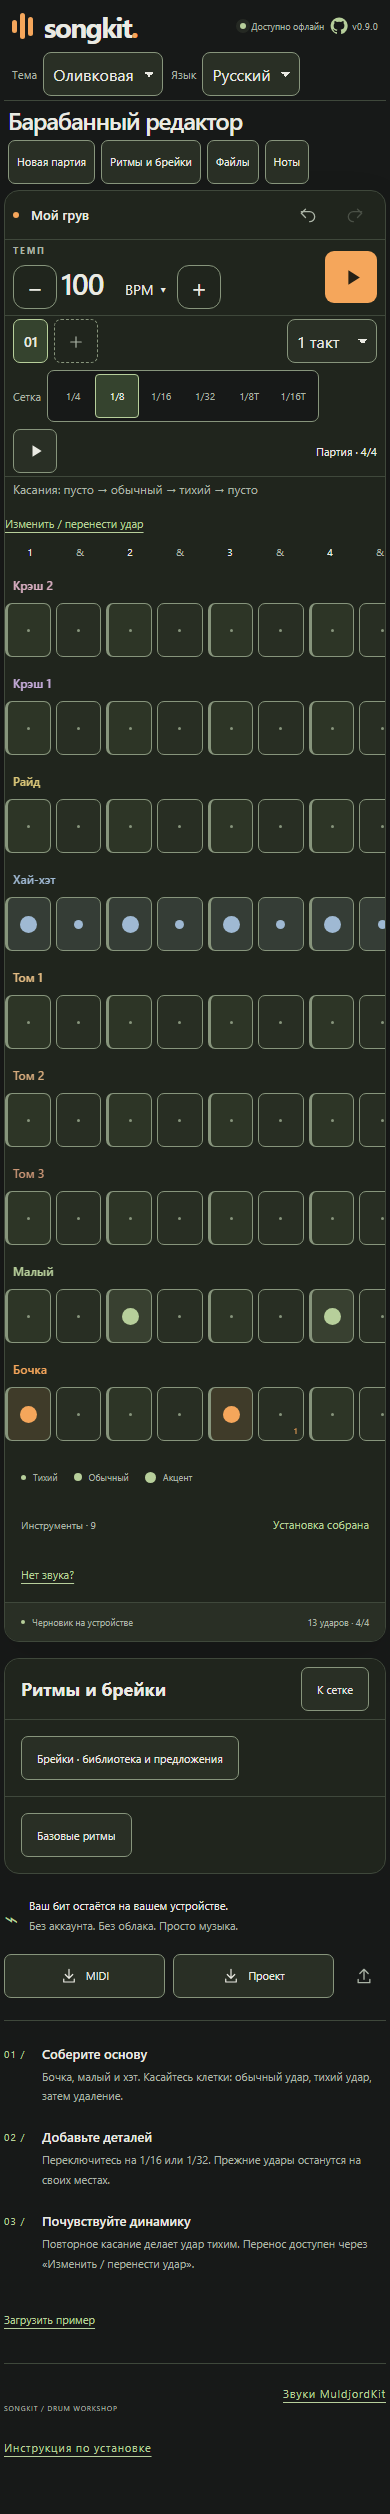 songkit.
Доступно офлайн v0.9.0
Тема Оливковая Язык Русский
Барабанный редактор
Новая партия Ритмы и брейки Файлы Ноты
Мой грув
ТЕМП
− 100 BPM +
01 + 1 такт
Сетка 1/4 1/8 1/16 1/32 1/8T 1/16T
Партия · 4/4
Касания: пусто → обычный → тихий → пусто
Изменить / перенести удар
1 & 2 & 3 & 4 &
Крэш 2
Крэш 1
Райд
Хай-хэт
Том 1
Том 2
Том 3
Малый
Бочка
1
Тихий Обычный Акцент
Инструменты · 9 Установка собрана
Нет звука?
Черновик на устройстве 13 ударов · 4/4
Ритмы и брейки К сетке
Брейки · библиотека и предложения
Базовые ритмы
Ваш бит остаётся на вашем устройстве.
Без аккаунта. Без облака. Просто музыка.
MIDI Проект
01 / Соберите основу
Бочка, малый и хэт. Касайтесь клетки: обычный удар, тихий удар,
затем удаление.
02 / Добавьте деталей
Переключитесь на 1/16 или 1/32. Прежние удары останутся на
своих местах.
03 / Почувствуйте динамику
Повторное касание делает удар тихим. Перенос доступен через
«Изменить / перенести удар».
Загрузить пример
Звуки MuldjordKit
SONGKIT / DRUM WORKSHOP
Инструкция по установке